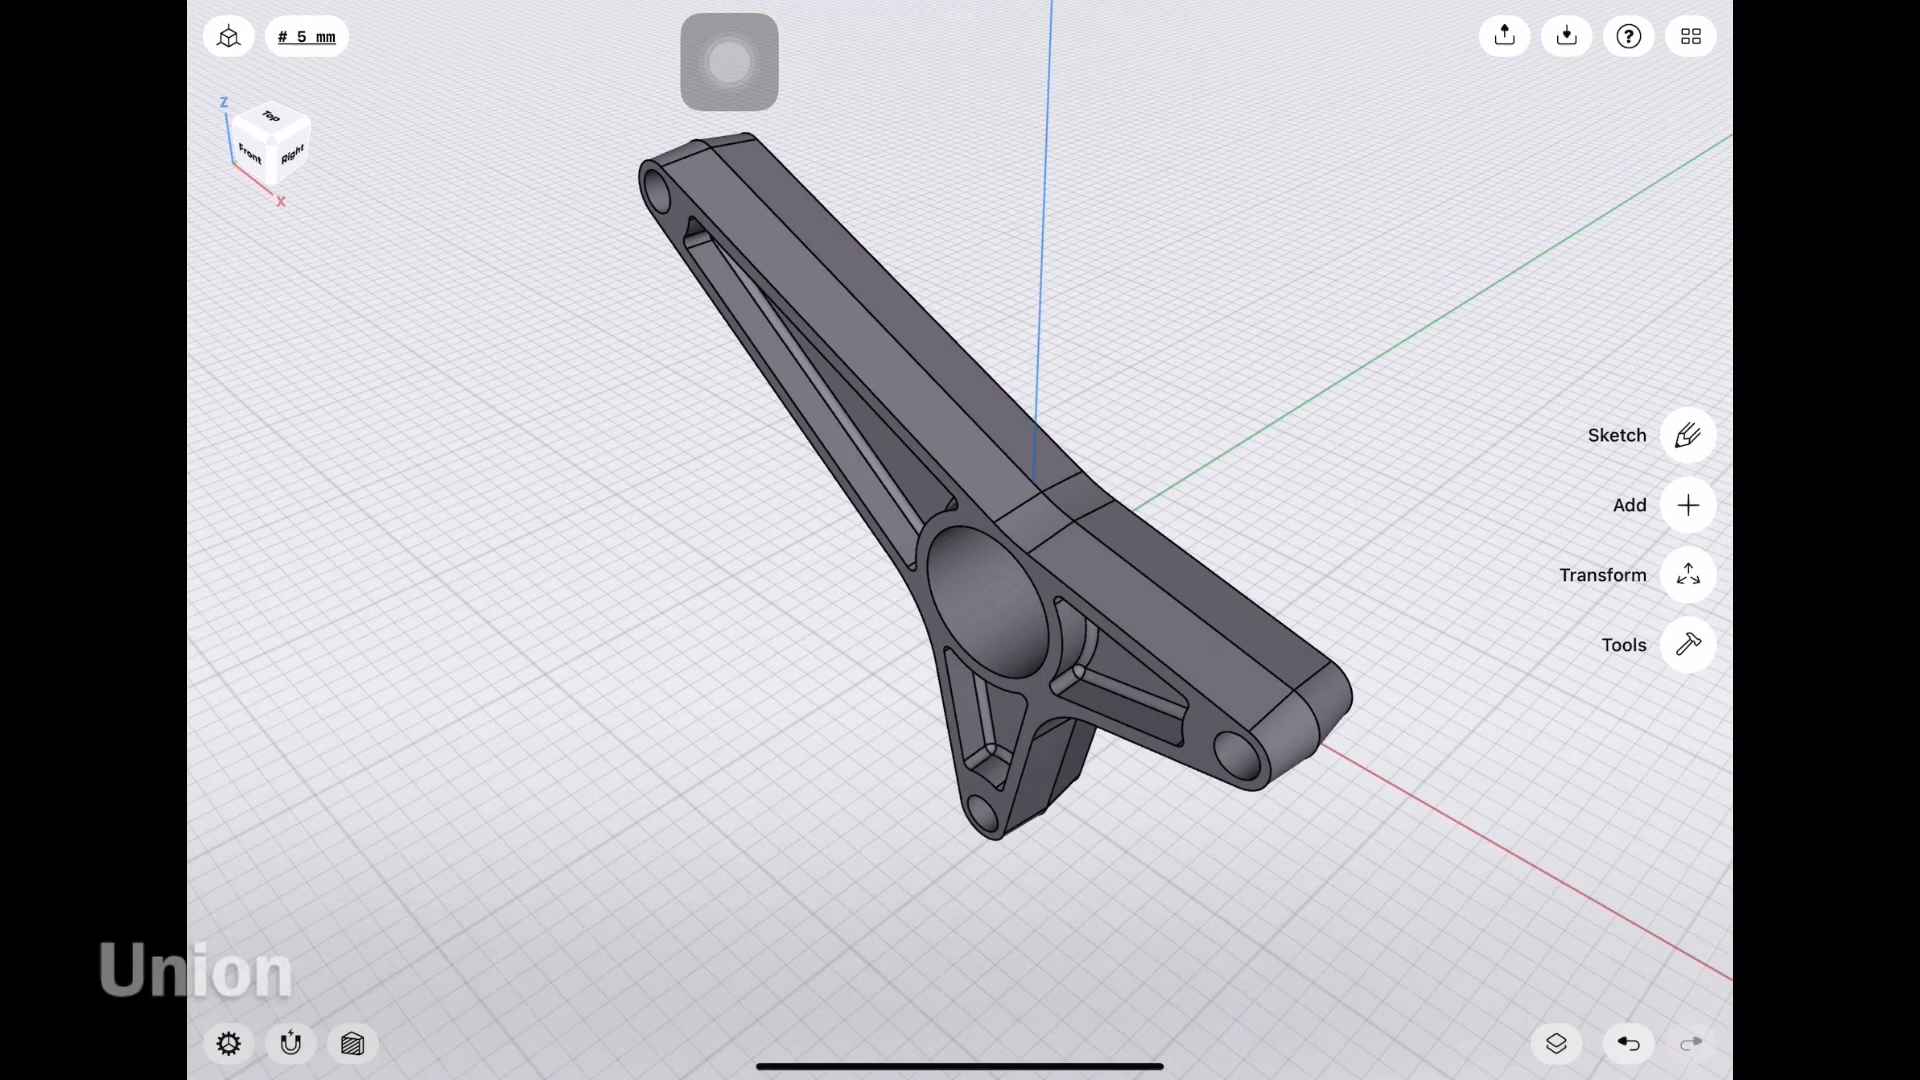 # 5 mm
Z
Top
Front
Right
X
?
Sketch
Add
Transform
Tools
Union